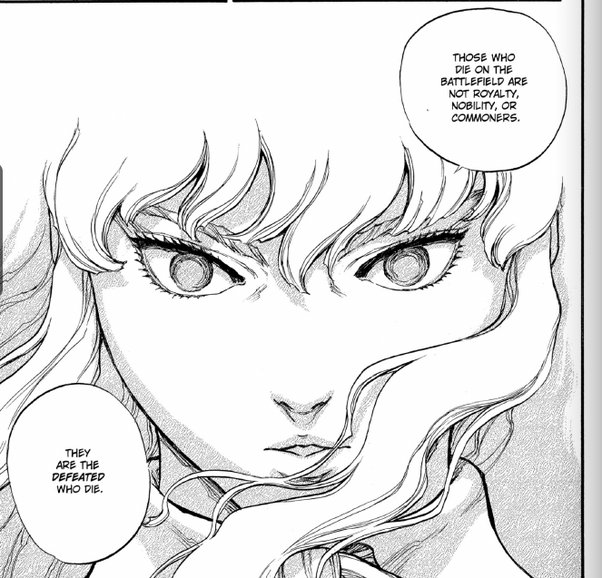 THOSE WHO
DIE ON THE
BATTLEFIELD ARE
NOT ROYALTY,
NOBILITY, OR
COMMONERS.
THEY
ARE THE
DEFEATED
WHO DIE.